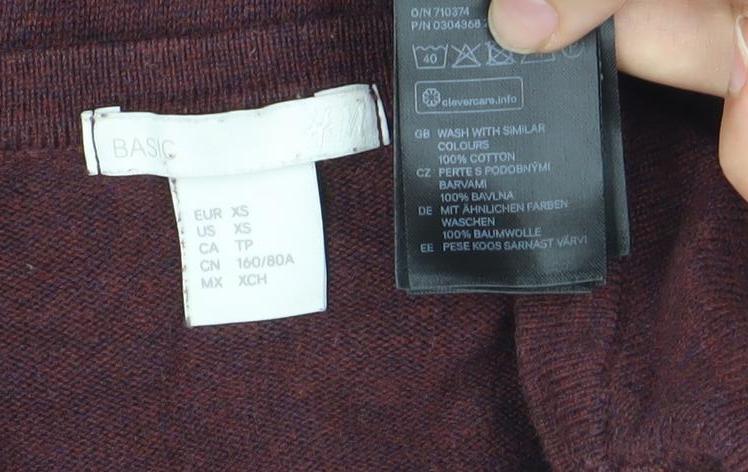 BASIC H&M
EUR XS
US XS
CA TP
CN 160/80A
MX XCH
O/N 710374
P/N 0304368
40
clevercare.info
GB WASH WITH SIMILAR
COLOURS
100% COTTON
CZ PERTE S PODOBNÝMI
BARVAMI
100% BAVLNA
DE MIT ÄHNLICHEN FARBEN
WASCHEN
100% BAUMWOLLE
EE PESE KOOS SARNAST VÄRVI